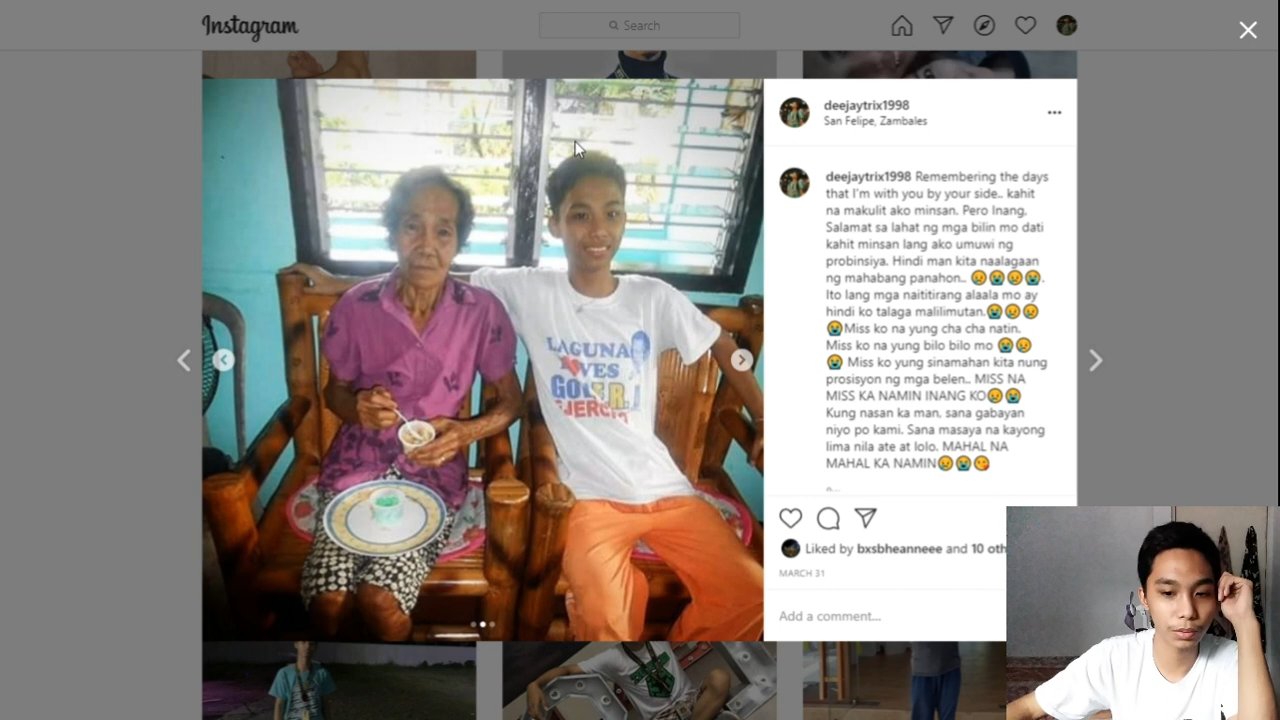 Instagram
Search
deejaytrix1998
San Felipe, Zambales
deejaytrix1998 Remembering the days
that I'm with you by your side.. kahit
na makulit ako minsan. Pero Inang,
Salamat sa lahat ng mga bilin mo dati
kahit minsan lang ako umuwi ng
probinsiya. Hindi man kita naalagaan
ng mahabang panahon.. 😢😭😢😭.
Ito lang mga naititirang alaala mo ay
hindi ko talaga malilimutan.😭😢😢
😭Miss ko na yung cha cha natin.
Miss ko na yung bilo bilo mo 😭😢
😭 Miss ko yung sinamahan kita nung
prosisyon ng mga belen.. MISS NA
MISS KA NAMIN INANG KO😢😭
Kung nasan ka man, sana gabayan
niyo po kami. Sana masaya na kayong
lima nila ate at lolo. MAHAL NA
MAHAL KA NAMIN😢😭😘
LAGUNA
VES
GOV E.R.
EJERCITO
Liked by bxsbheanneee and 10 oth
MARCH 31
Add a comment...